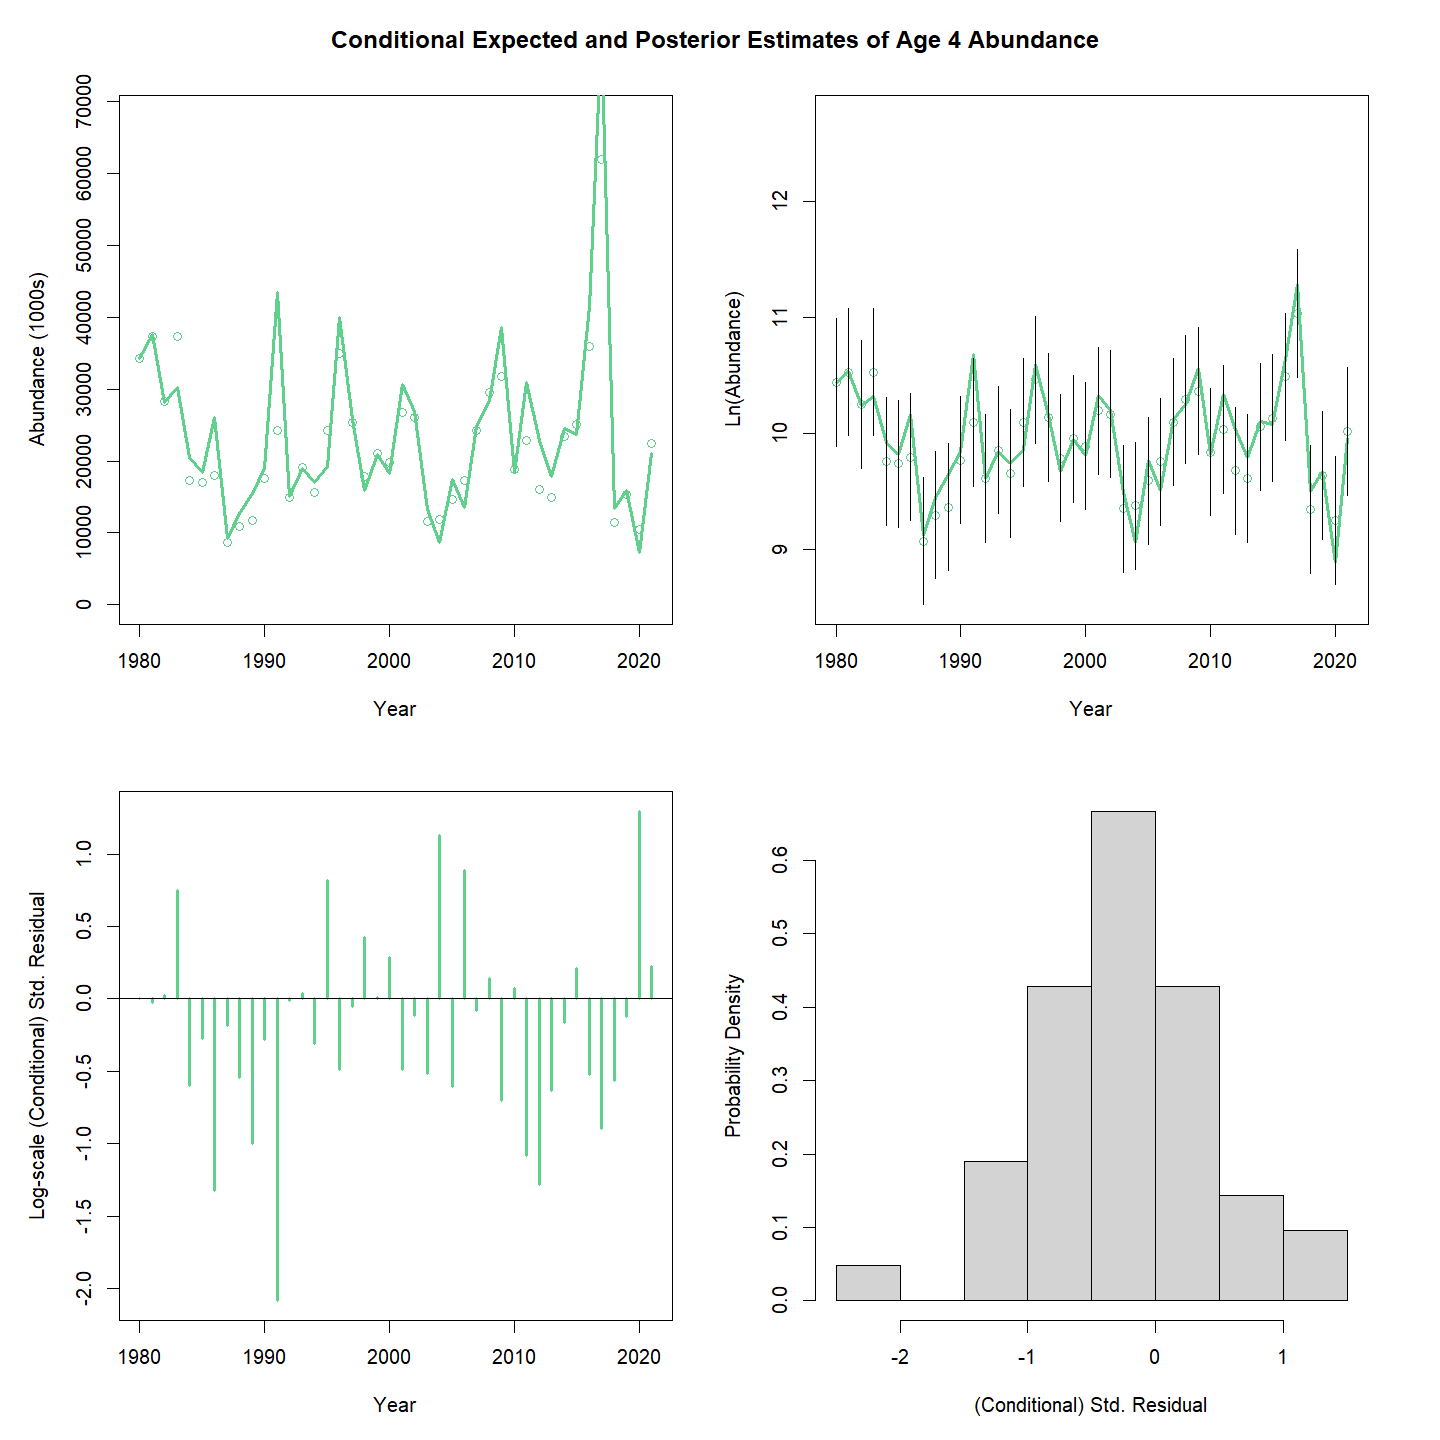 Conditional Expected and Posterior Estimates of Age 4 Abundance
Abundance (1000s)
70000
60000
50000
40000
30000
20000
10000
0
1980 1990 2000 2010 2020
Year
Ln(Abundance)
12
11
10
9
1980 1990 2000 2010 2020
Year
Log-scale (Conditional) Std. Residual
1.0
0.5
0.0
-0.5
-1.0
-1.5
-2.0
1980 1990 2000 2010 2020
Year
Probability Density
0.6
0.5
0.4
0.3
0.2
0.1
0.0
-2 -1 0 1
(Conditional) Std. Residual